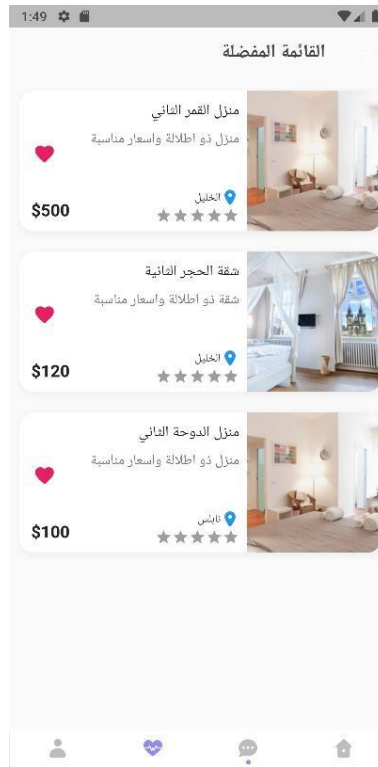 1:49
القائمة المفضلة
منزل القمر الثاني
منزل ذو اطلالة واسعار مناسبة
الخليل
$500
شقة الحجر الثانية
شقة ذو اطلالة واسعار مناسبة
الخليل
$120
منزل الدوحة الثاني
منزل ذو اطلالة واسعار مناسبة
نابلس
$100